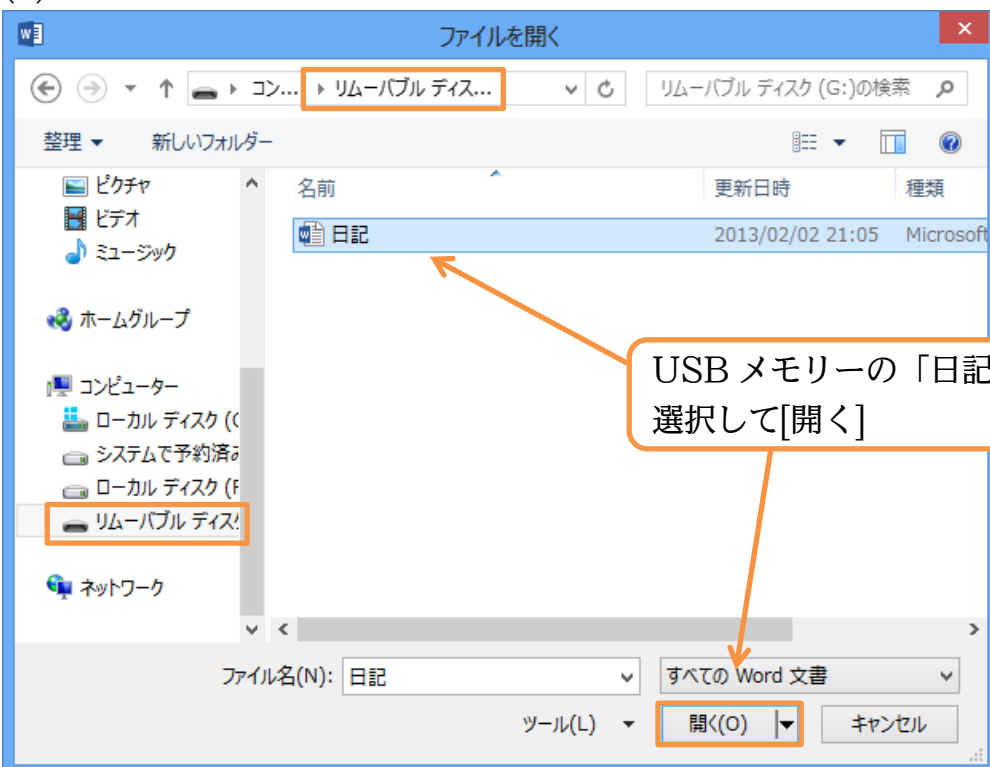 ファイルを開く
コン... リムーバブル ディス... リムーバブル ディスク (G:)の検索
整理 新しいフォルダー
ピクチャ
ビデオ
ミュージック
ホームグループ
コンピューター
ローカル ディスク (C
システムで予約済み
ローカル ディスク (F
リムーバブル ディスク
ネットワーク
名前 更新日時 種類
日記 2013/02/02 21:05 Microsoft
USB メモリーの「日記
選択して[開く]
ファイル名(N): 日記 すべての Word 文書
ツール(L) 開く(O) キャンセル